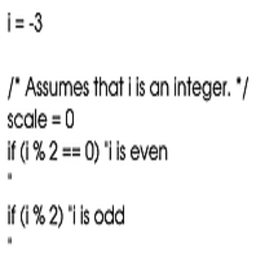 i = -3
/* Assumes that i is an integer. */
scale = 0
if (i % 2 == 0) "i is even
"
if (i % 2) "i is odd
"